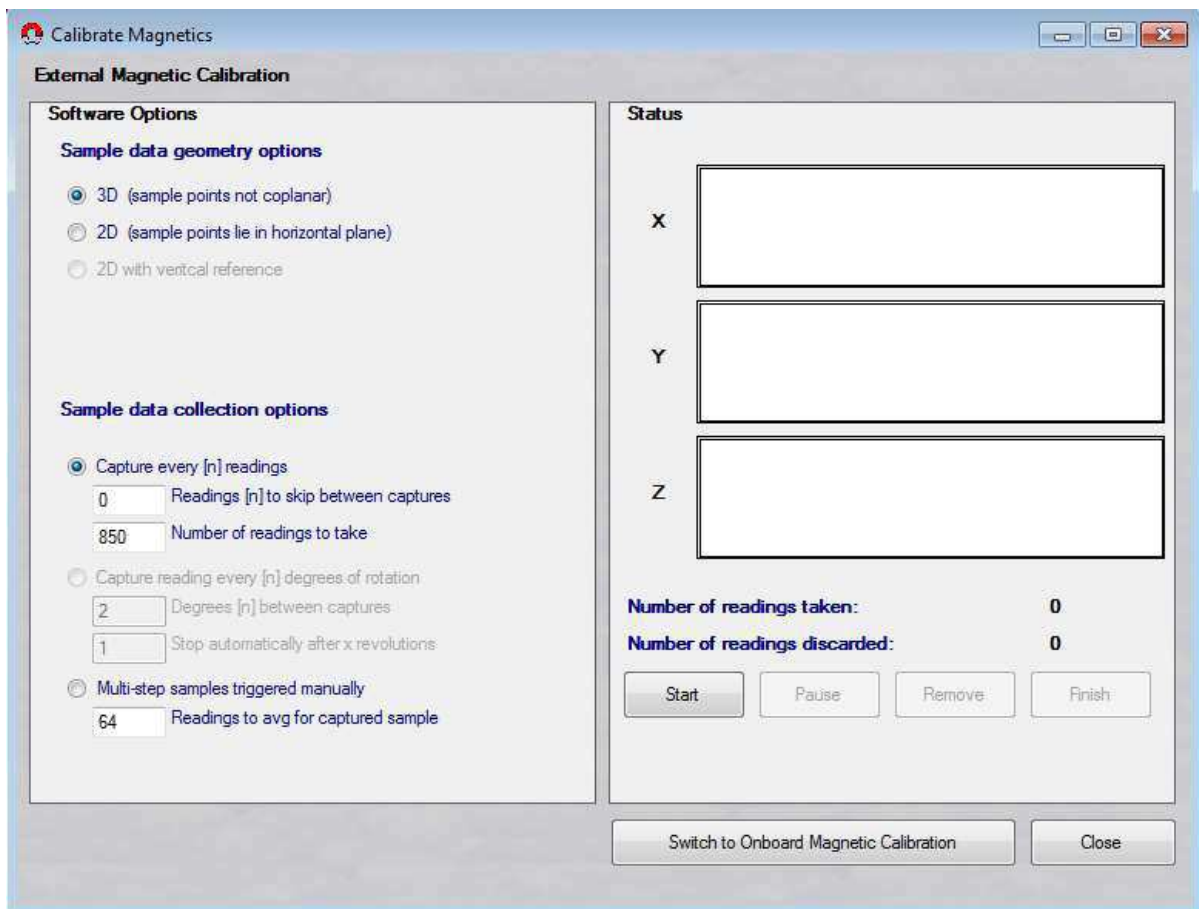 Calibrate Magnetics
External Magnetic Calibration
Software Options
Sample data geometry options
3D (sample points not coplanar)
2D (sample points lie in horizontal plane)
2D with veritcal reference
Sample data collection options
Capture every [n] readings
0 Readings [n] to skip between captures
850 Number of readings to take
Capture reading every [n] degrees of rotation
2 Degrees [n] between captures
1 Stop automatically after x revolutions
Multi-step samples triggered manually
64 Readings to avg for captured sample
Status
X
Y
Z
Number of readings taken: 0
Number of readings discarded: 0
Start Pause Remove Finish
Switch to Onboard Magnetic Calibration Close